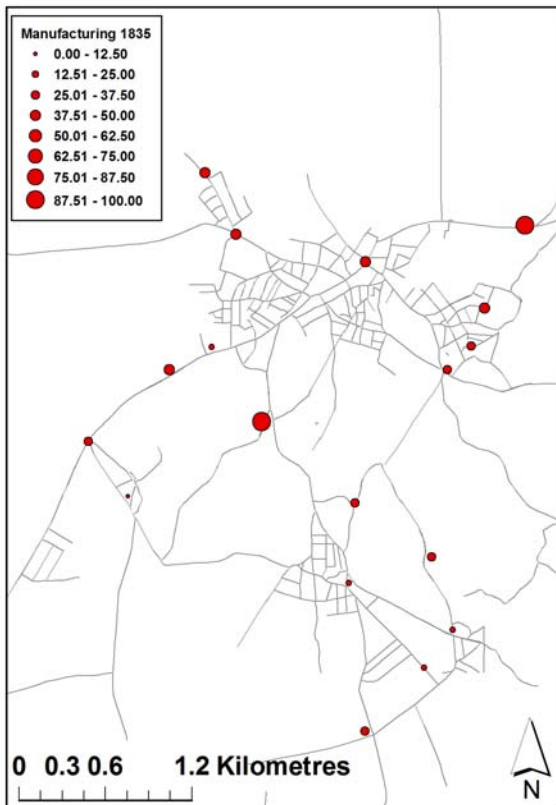 Manufacturing 1835
0.00 - 12.50
12.51 - 25.00
25.01 - 37.50
37.51 - 50.00
50.01 - 62.50
62.51 - 75.00
75.01 - 87.50
87.51 - 100.00
0 0.3 0.6 1.2 Kilometres
N